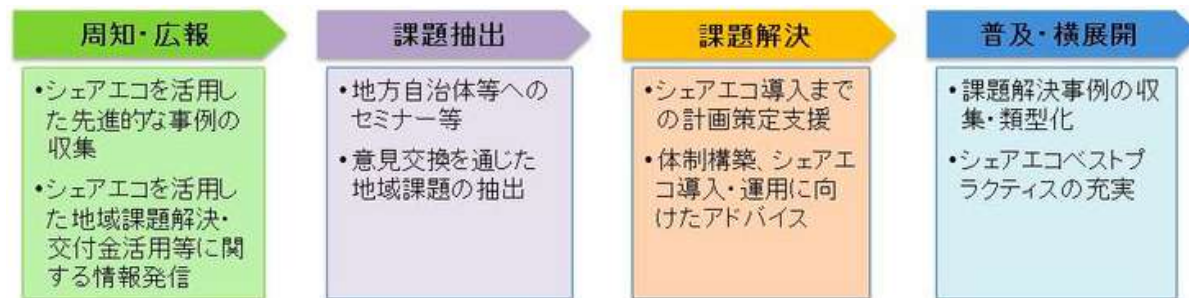 周知・広報
•シェアエコを活用し
た先進的な事例の
収集
•シェアエコを活用し
た地域課題解決・
交付金活用等に関
する情報発信
課題抽出
•地方自治体等への
セミナー等
•意見交換を通じた
地域課題の抽出
課題解決
•シェアエコ導入まで
の計画策定支援
•体制構築、シェアエ
コ導入・運用に向
けたアドバイス
普及・横展開
•課題解決事例の収
集・類型化
•シェアエコベストプ
ラクティスの充実